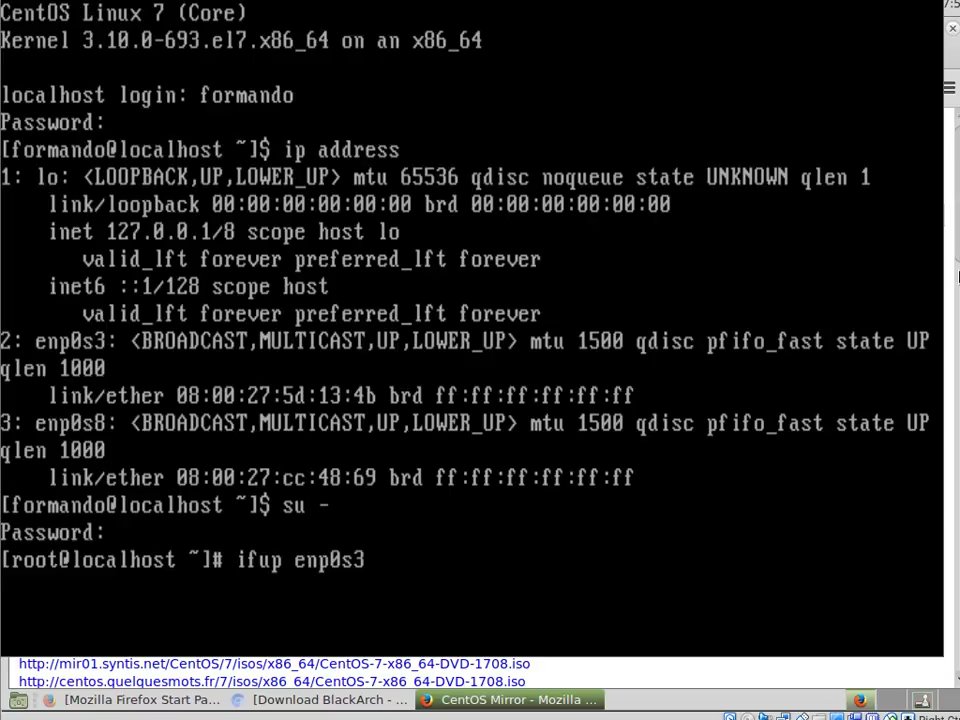 CentOS Linux 7 (Core)
Kernel 3.10.0-693.el7.x86_64 on an x86_64
localhost login: formando
Password:
[formando@localhost ~]$ ip address
1: lo: <LOOPBACK,UP,LOWER_UP> mtu 65536 qdisc noqueue state UNKNOWN qlen 1
link/loopback 00:00:00:00:00:00 brd 00:00:00:00:00:00
inet 127.0.0.1/8 scope host lo
valid_lft forever preferred_lft forever
inet6 ::1/128 scope host
valid_lft forever preferred_lft forever
2: enp0s3: <BROADCAST,MULTICAST,UP,LOWER_UP> mtu 1500 qdisc pfifo_fast state UP
qlen 1000
link/ether 08:00:27:5d:13:4b brd ff:ff:ff:ff:ff:ff
3: enp0s8: <BROADCAST,MULTICAST,UP,LOWER_UP> mtu 1500 qdisc pfifo_fast state UP
qlen 1000
link/ether 08:00:27:cc:48:69 brd ff:ff:ff:ff:ff:ff
[formando@localhost ~]$ su -
Password:
[root@localhost ~]# ifup enp0s3
http://mir01.syntis.net/CentOS/7/isos/x86_64/CentOS-7-x86_64-DVD-1708.iso
http://centos.quelquesmots.fr/7/isos/x86_64/CentOS-7-x86_64-DVD-1708.iso
[Mozilla Firefox Start Pa... [Download BlackArch - ... CentOS Mirror - Mozilla ...